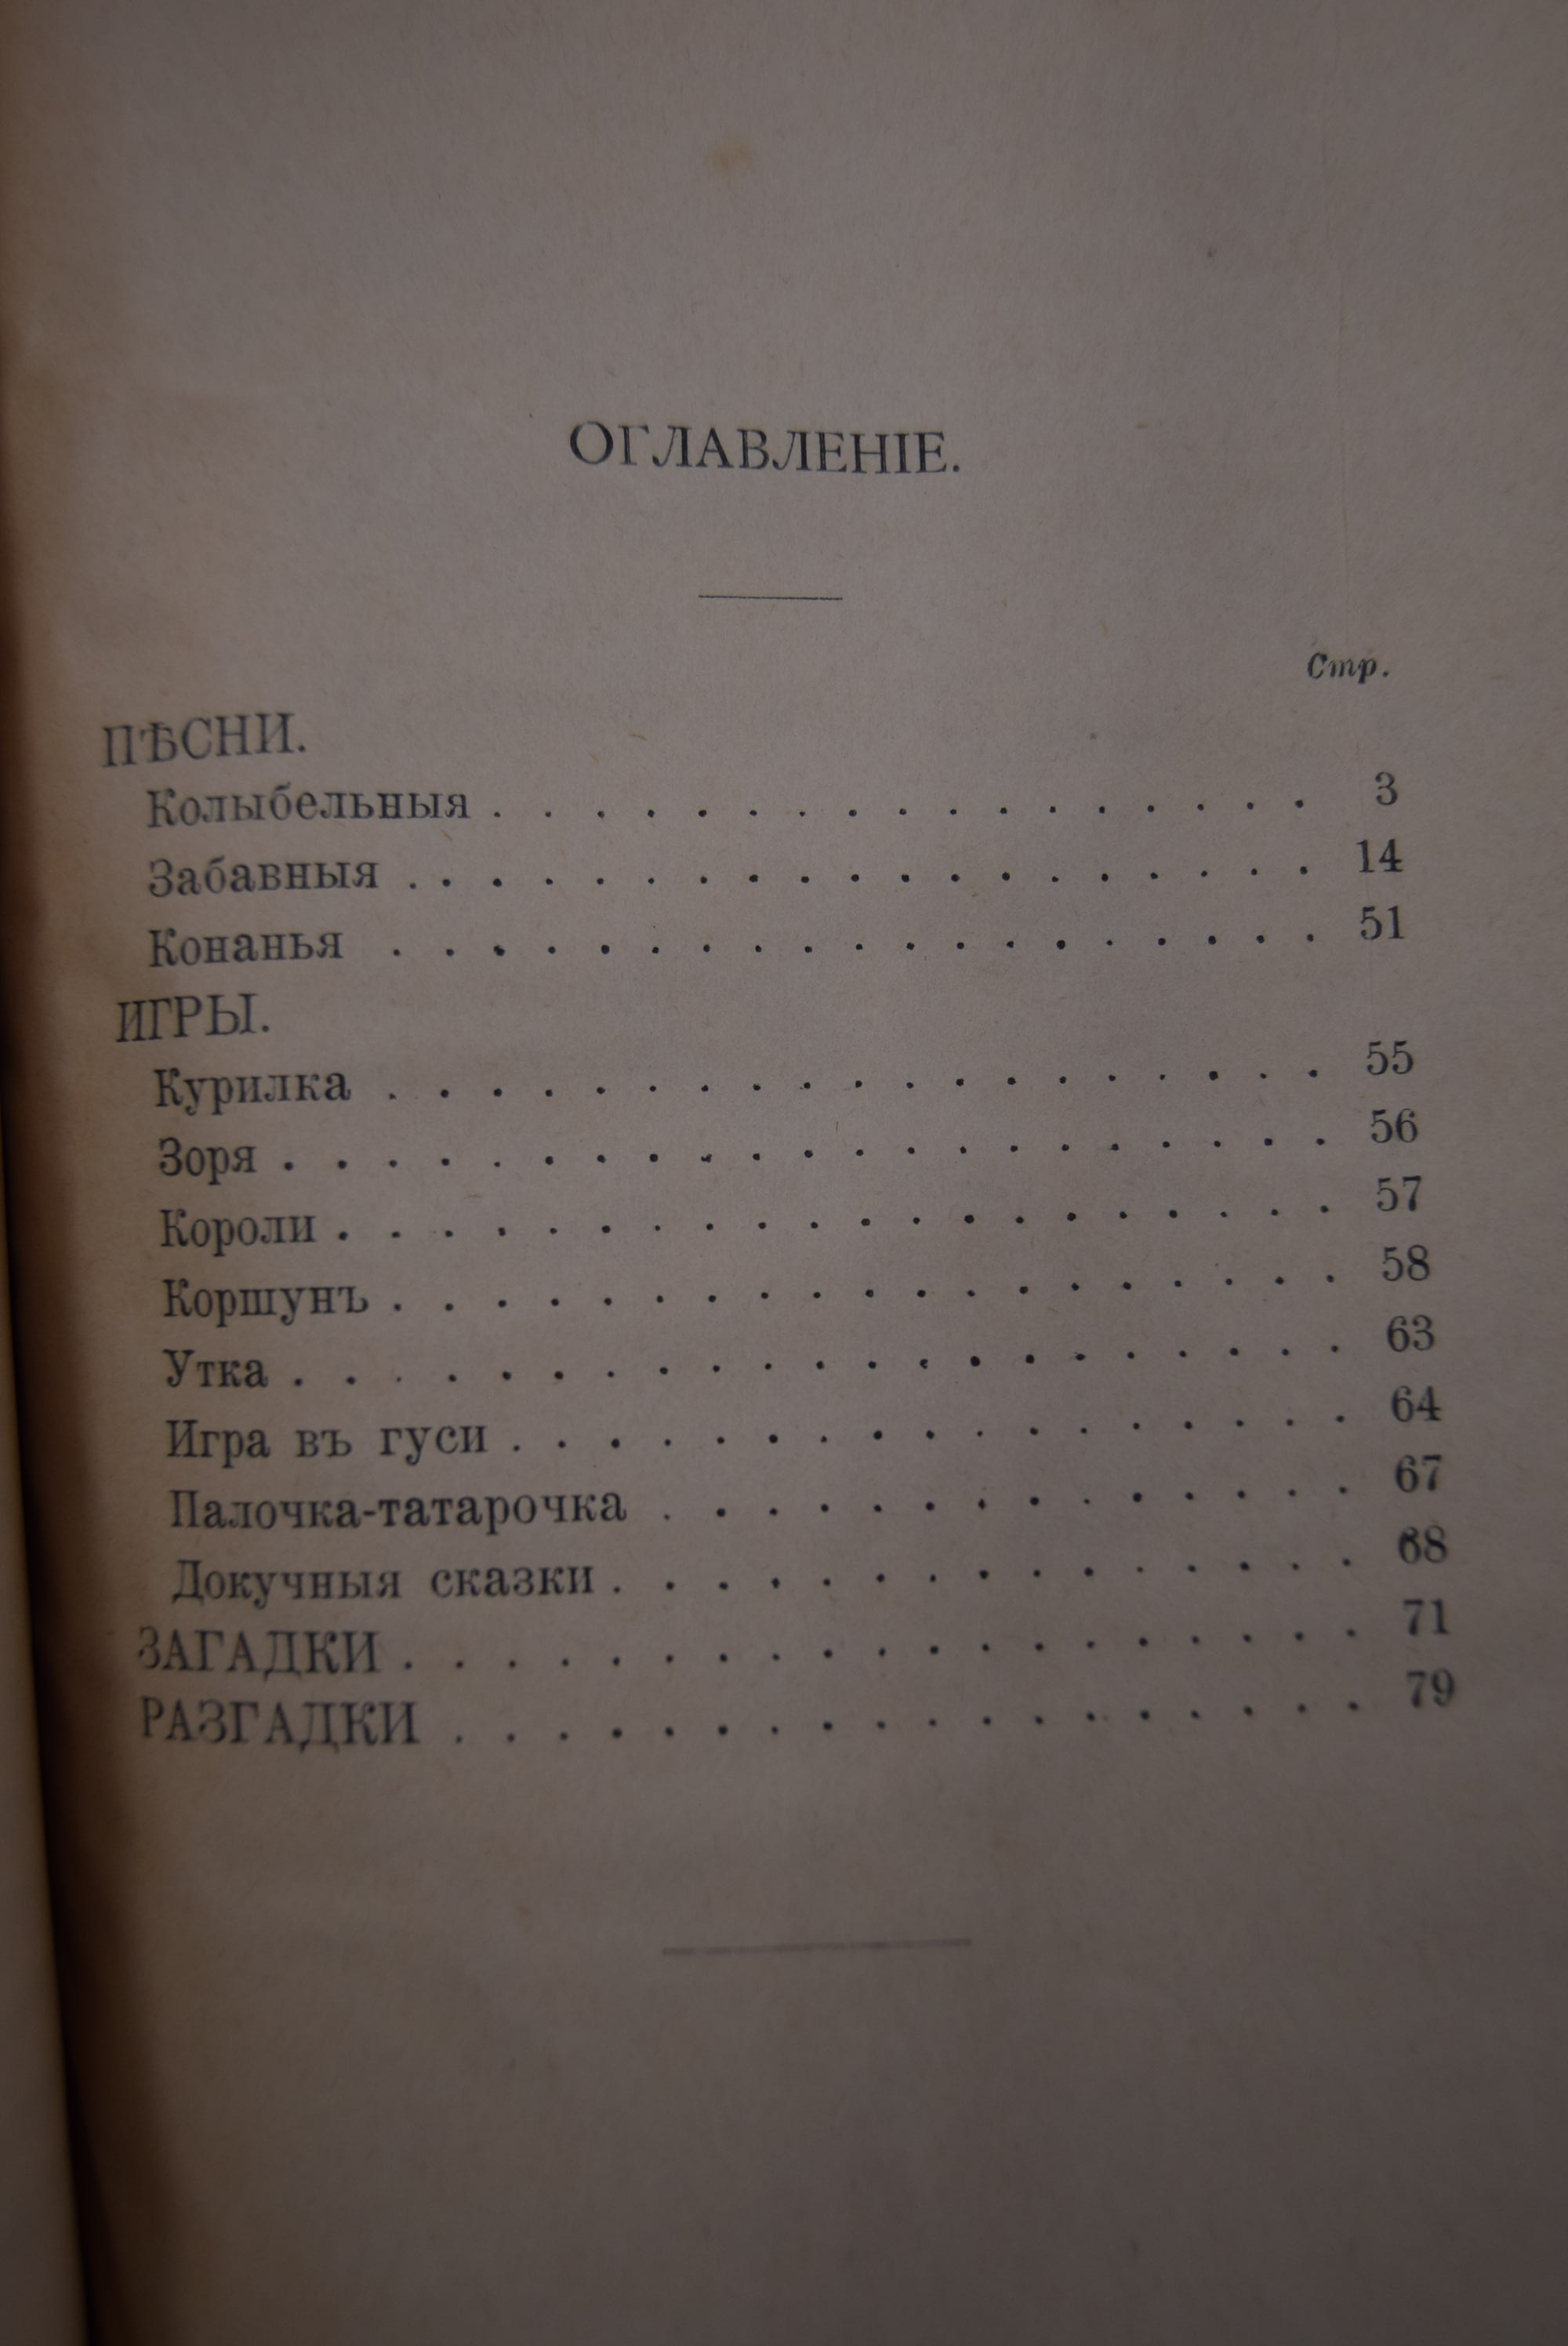 ОГЛАВЛЕНІЕ.
Стр.
ПѢСНИ.
Колыбельныя . . . . . . . . . . . . . . . . . 3
Забавныя . . . . . . . . . . . . . . . . . . . 14
Конанья . . . . . . . . . . . . . . . . . . . 51
ИГРЫ.
Курилка . . . . . . . . . . . . . . . . . . . 55
Зоря . . . . . . . . . . . . . . . . . . . . . 56
Короли . . . . . . . . . . . . . . . . . . . . 57
Коршунъ . . . . . . . . . . . . . . . . . . . 58
Утка . . . . . . . . . . . . . . . . . . . . . 63
Игра въ гуси . . . . . . . . . . . . . . . . . 64
Палочка-татарочка . . . . . . . . . . . . . . 67
Докучныя сказки . . . . . . . . . . . . . . . 68
ЗАГАДКИ . . . . . . . . . . . . . . . . . . . 71
РАЗГАДКИ . . . . . . . . . . . . . . . . . . 79